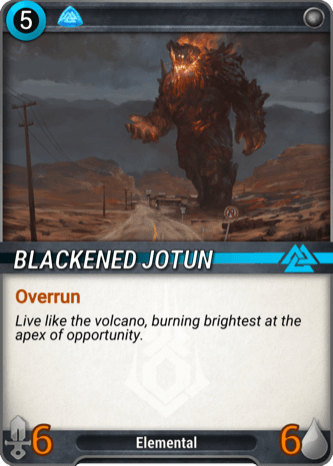 5
BLACKENED JOTUN
Overrun
Live like the volcano, burning brightest at the
apex of opportunity.
6
Elemental
6